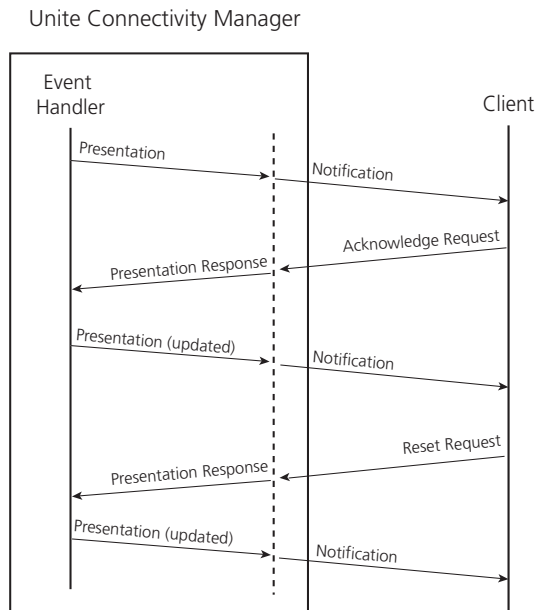 Unite Connectivity Manager
Event
Handler
Client
Presentation
Notification
Acknowledge Request
Presentation Response
Presentation (updated)
Notification
Reset Request
Presentation Response
Presentation (updated)
Notification